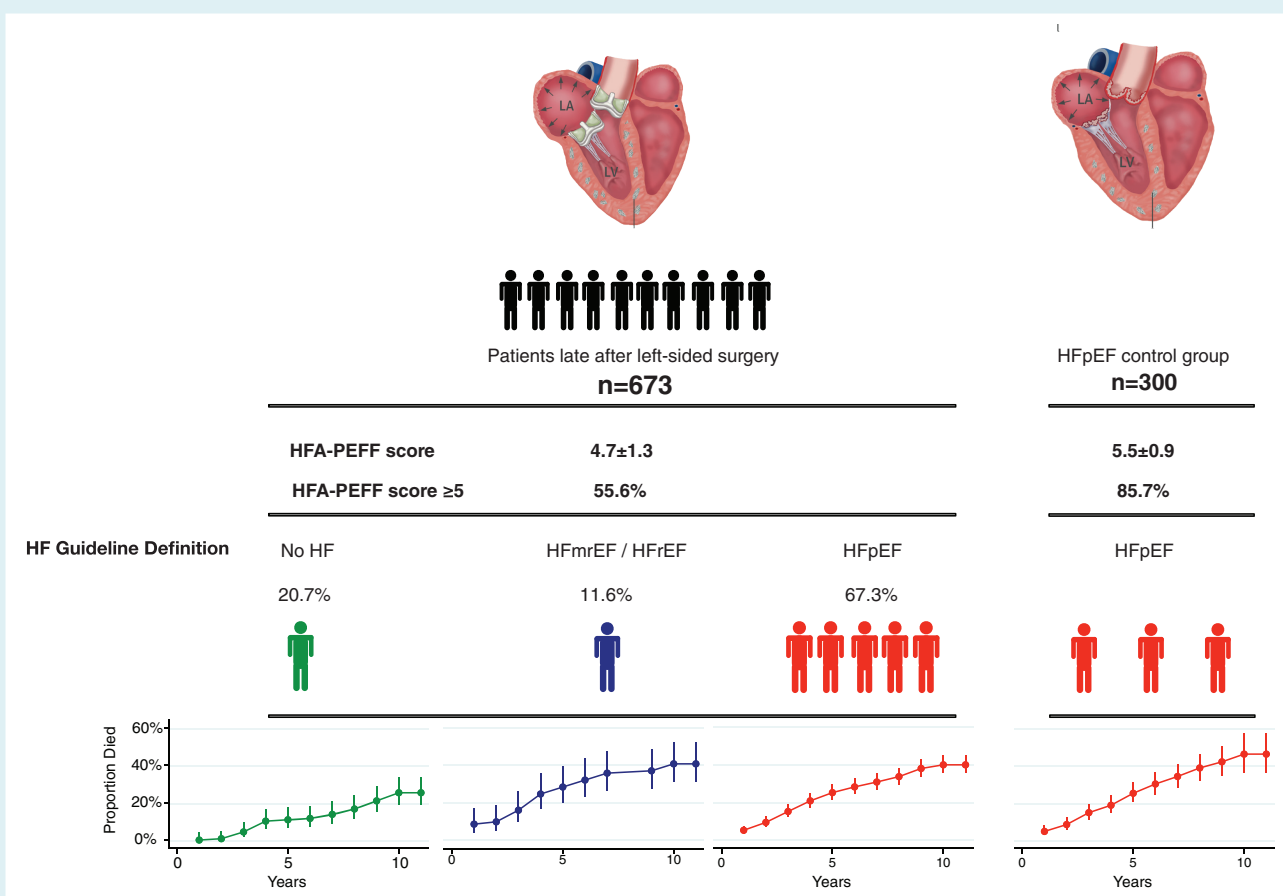 LA
LV
LA
LV
Patients late after left-sided surgery
n=673
HFpEF control group
n=300
HFA-PEFF score 4.7±1.3 5.5±0.9
HFA-PEFF score ≥5 55.6% 85.7%
HF Guideline Definition No HF HFmrEF / HFrEF HFpEF HFpEF
20.7% 11.6% 67.3%
Proportion Died
60%
40%
20%
0%
0 5 10
Years
0 5 10
0 5 10
Years
0 5 10
Years